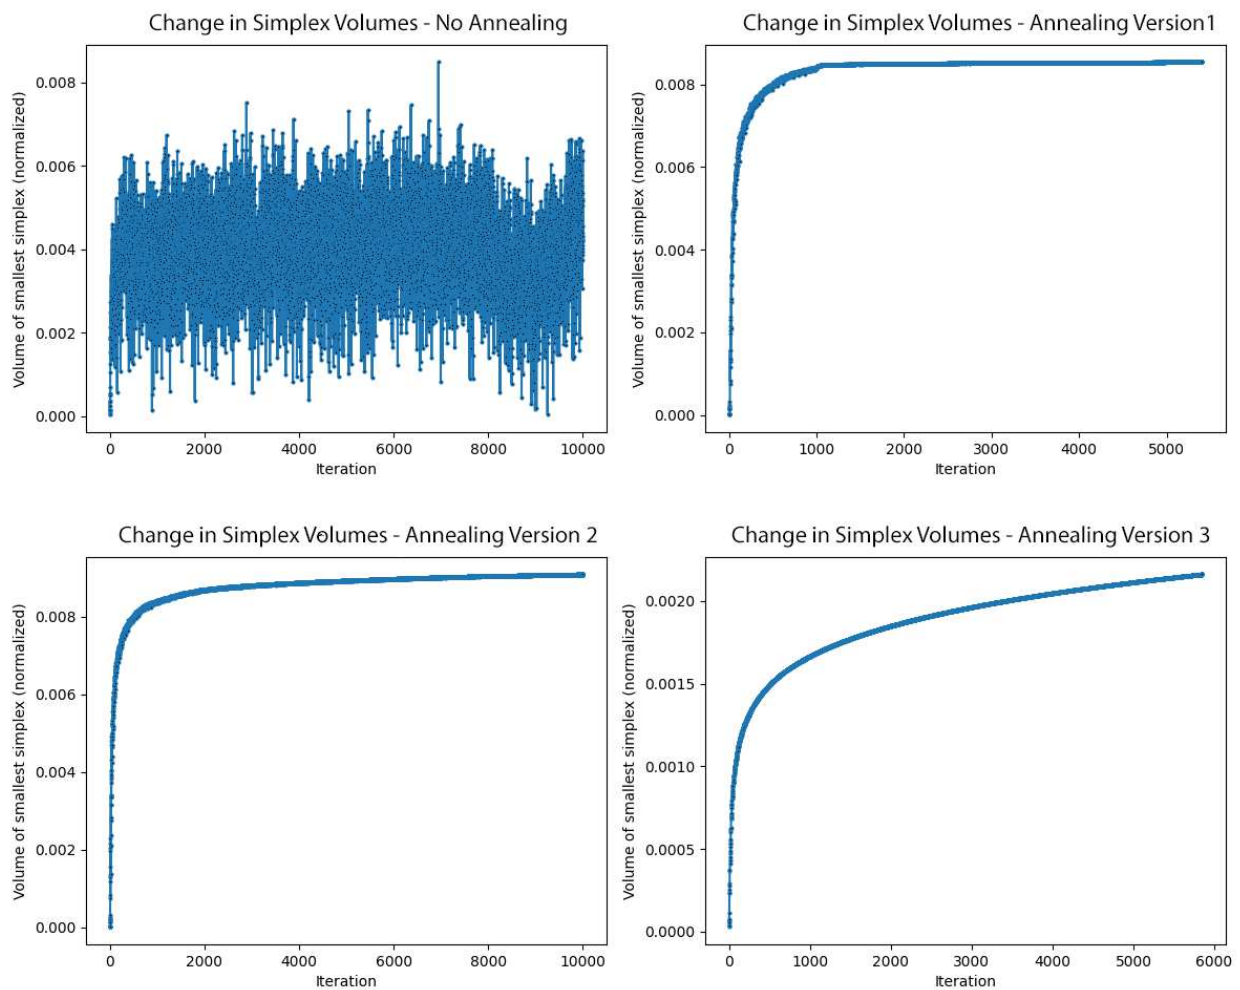 Change in Simplex Volumes - No Annealing
Volume of smallest simplex (normalized)
0.008
0.006
0.004
0.002
0.000
0 2000 4000 6000 8000 10000
Iteration
Change in Simplex Volumes - Annealing Version1
Volume of smallest simplex (normalized)
0.008
0.006
0.004
0.002
0.000
0 1000 2000 3000 4000 5000
Iteration
Change in Simplex Volumes - Annealing Version 2
Volume of smallest simplex (normalized)
0.008
0.006
0.004
0.002
0.000
0 2000 4000 6000 8000 10000
Iteration
Change in Simplex Volumes - Annealing Version 3
Volume of smallest simplex (normalized)
0.0020
0.0015
0.0010
0.0005
0.0000
0 1000 2000 3000 4000 5000 6000
Iteration